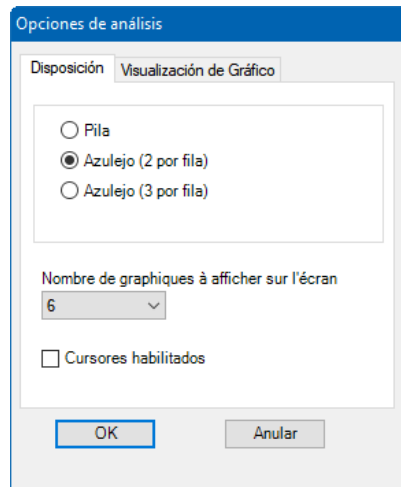 Opciones de análisis
Disposición Visualización de Gráfico
Pila
Azulejo (2 por fila)
Azulejo (3 por fila)
Nombre de graphiques à afficher sur l'écran
6
Cursores habilitados
OK Anular